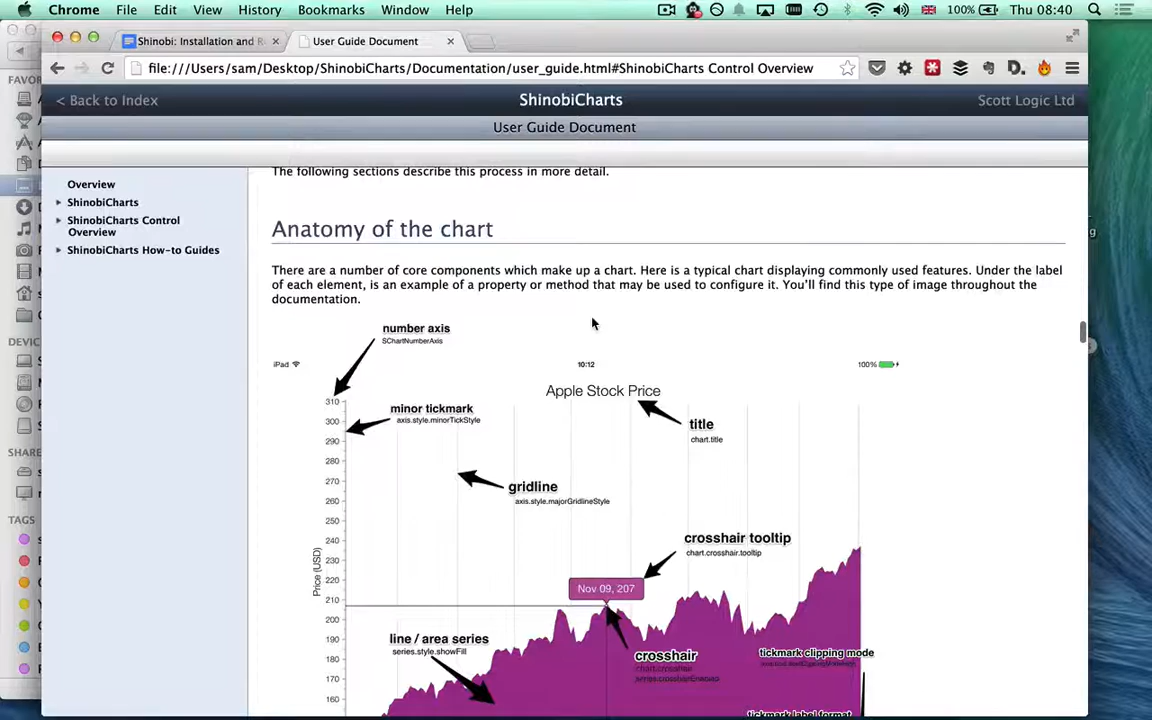 Chrome File Edit View History Bookmarks Window Help 100% Thu 08:40
Shinobi: Installation and R
User Guide Document
file:///Users/sam/Desktop/ShinobiCharts/Documentation/user_guide.html#ShinobiCharts Control Overview
< Back to Index
ShinobiCharts
Scott Logic Ltd
User Guide Document
FAVOR
DEVIC
SHARE
TAGS
Overview
ShinobiCharts
ShinobiCharts Control
Overview
ShinobiCharts How-to Guides
The following sections describe this process in more detail.
Anatomy of the chart
There are a number of core components which make up a chart. Here is a typical chart displaying commonly used features. Under the label
of each element, is an example of a property or method that may be used to configure it. You'll find this type of image throughout the
documentation.
number axis
SChartNumberAxis
iPad
10:12
100%
Apple Stock Price
310
300
290
280
270
260
250
240
230
220
210
200
190
180
170
160
Price (USD)
minor tickmark
axis.style.minorTickStyle
title
chart.title
gridline
axis.style.majorGridlineStyle
crosshair tooltip
chart.crosshair.tooltip
Nov 09, 207
line / area series
series.style.showFill
crosshair
chart.crosshair
series.crosshairEnabled
tickmark clipping mode
tickmark label format